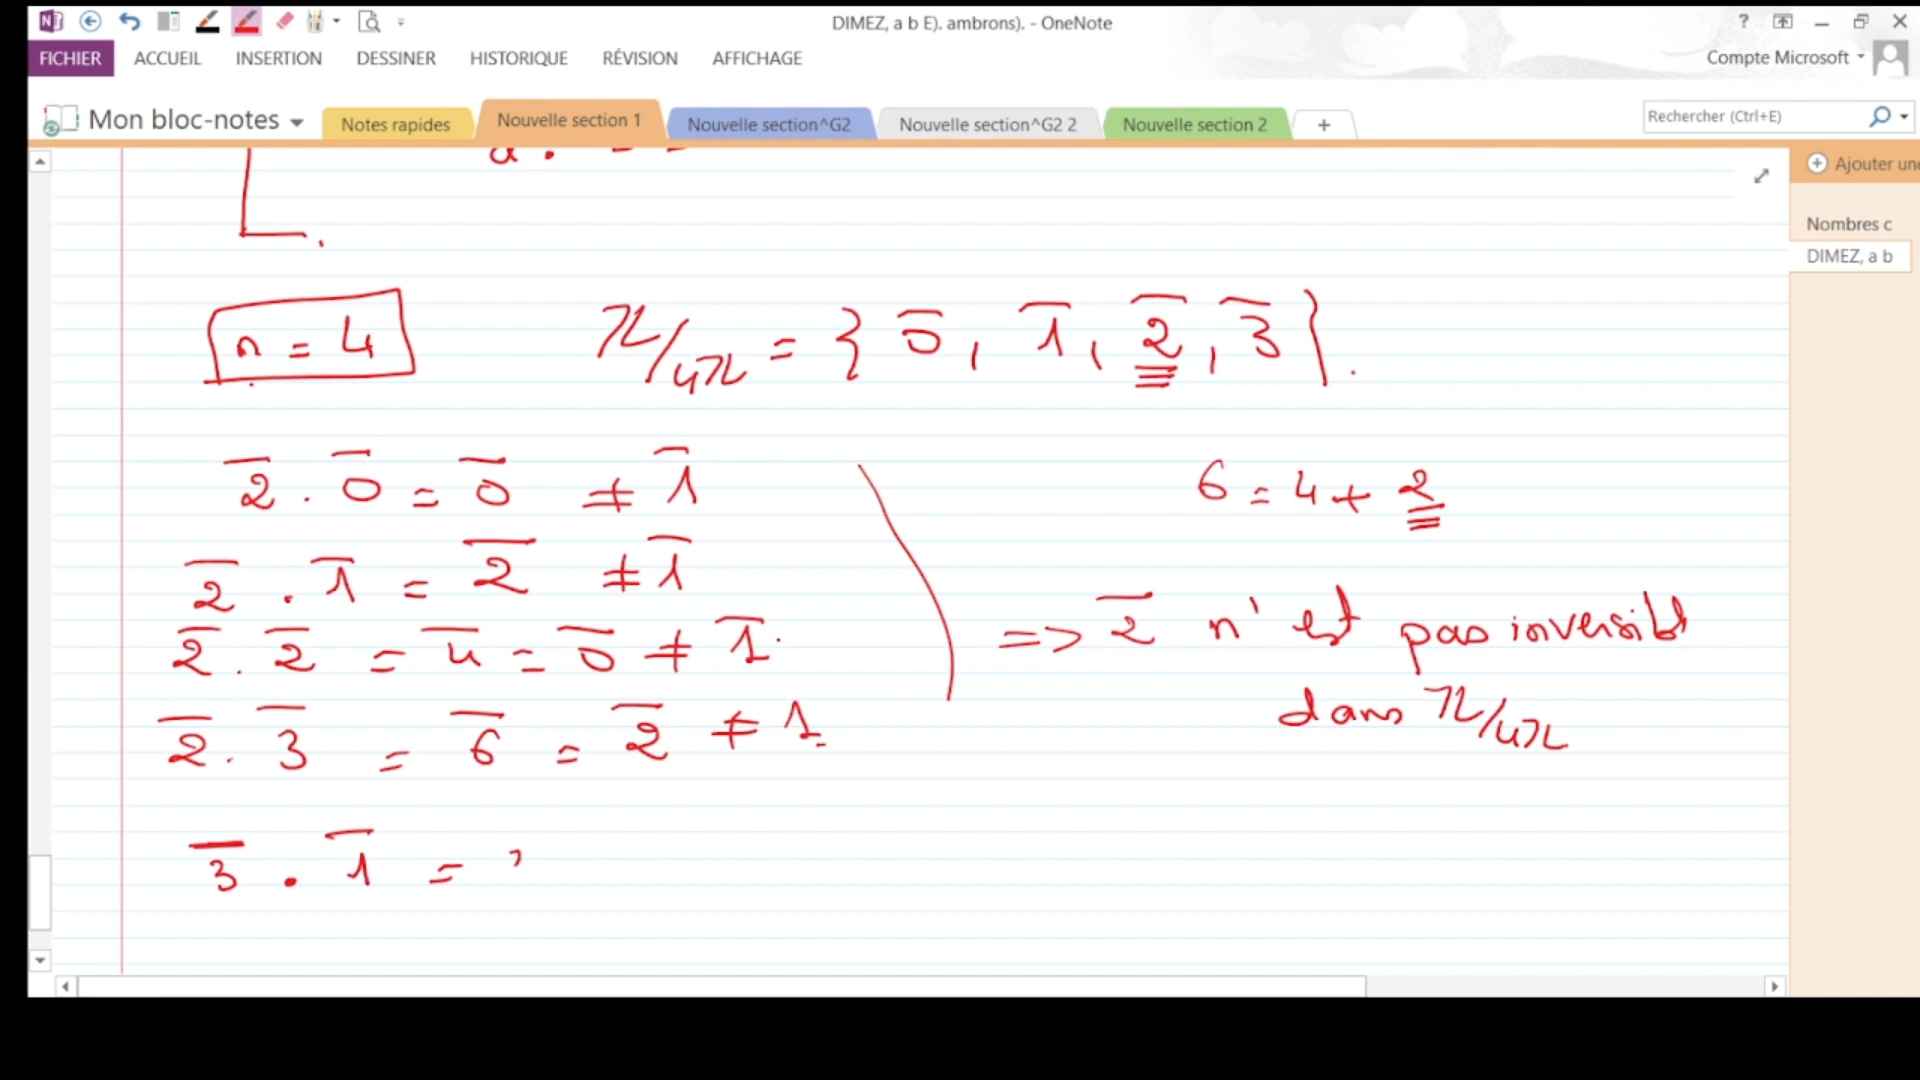 DIMEZ, a b E). ambrons). - OneNote
?
FICHIER ACCUEIL INSERTION DESSINER HISTORIQUE RÉVISION AFFICHAGE
Compte Microsoft
Mon bloc-notes
Notes rapides
Nouvelle section 1
Nouvelle section^G2
Nouvelle section^G2 2
Nouvelle section 2
+
Rechercher (Ctrl+E)
Ajouter une
Nombres c
DIMEZ, a b
n = 4
ℤ/4ℤ = { 0̅, 1̅, 2̅, 3̅ }.
2̅ . 0̅ = 0̅ ≠ 1̅
2̅ . 1̅ = 2̅ ≠ 1̅
2̅ . 2̅ = 4̅ = 0̅ ≠ 1̅.
2̅ . 3̅ = 6̅ = 2̅ ≠ 1.
6 = 4 + 2
=> 2̅ n'est pas inversibl
dans ℤ/4ℤ
3̅ . 1̅ =